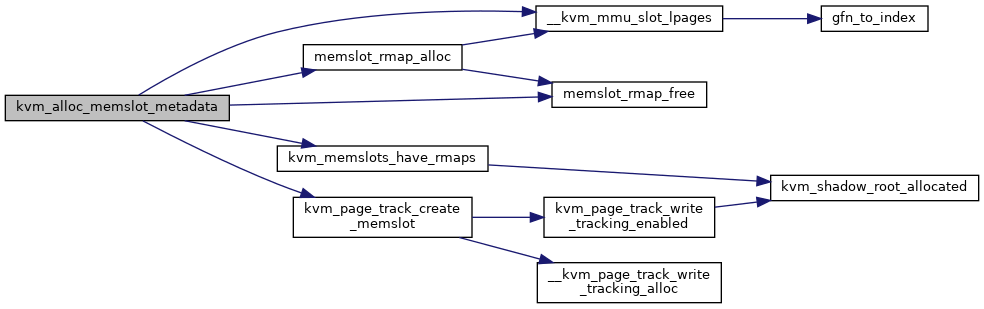 kvm_alloc_memslot_metadata
__kvm_mmu_slot_lpages
gfn_to_index
memslot_rmap_alloc
memslot_rmap_free
kvm_memslots_have_rmaps
kvm_shadow_root_allocated
kvm_page_track_create
_memslot
kvm_page_track_write
_tracking_enabled
__kvm_page_track_write
_tracking_alloc